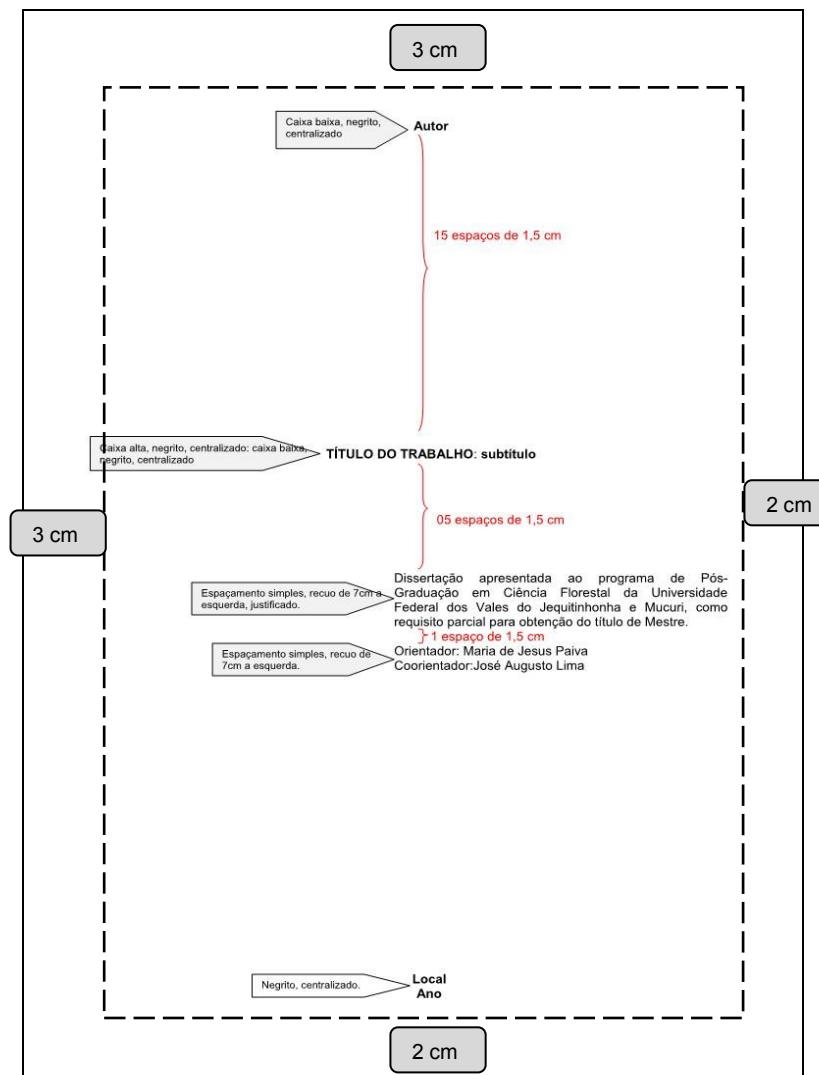 3 cm
Caixa baixa, negrito,
centralizado
Autor
15 espaços de 1,5 cm
Caixa alta, negrito, centralizado: caixa baixa,
negrito, centralizado
TÍTULO DO TRABALHO: subtítulo
05 espaços de 1,5 cm
3 cm
2 cm
Espaçamento simples, recuo de 7cm a
esquerda, justificado.
Dissertação apresentada ao programa de Pós-
Graduação em Ciência Florestal da Universidade
Federal dos Vales do Jequitinhonha e Mucuri, como
requisito parcial para obtenção do título de Mestre.
1 espaço de 1,5 cm
Espaçamento simples, recuo de
7cm a esquerda.
Orientador: Maria de Jesus Paiva
Coorientador:José Augusto Lima
Negrito, centralizado.
Local
Ano
2 cm